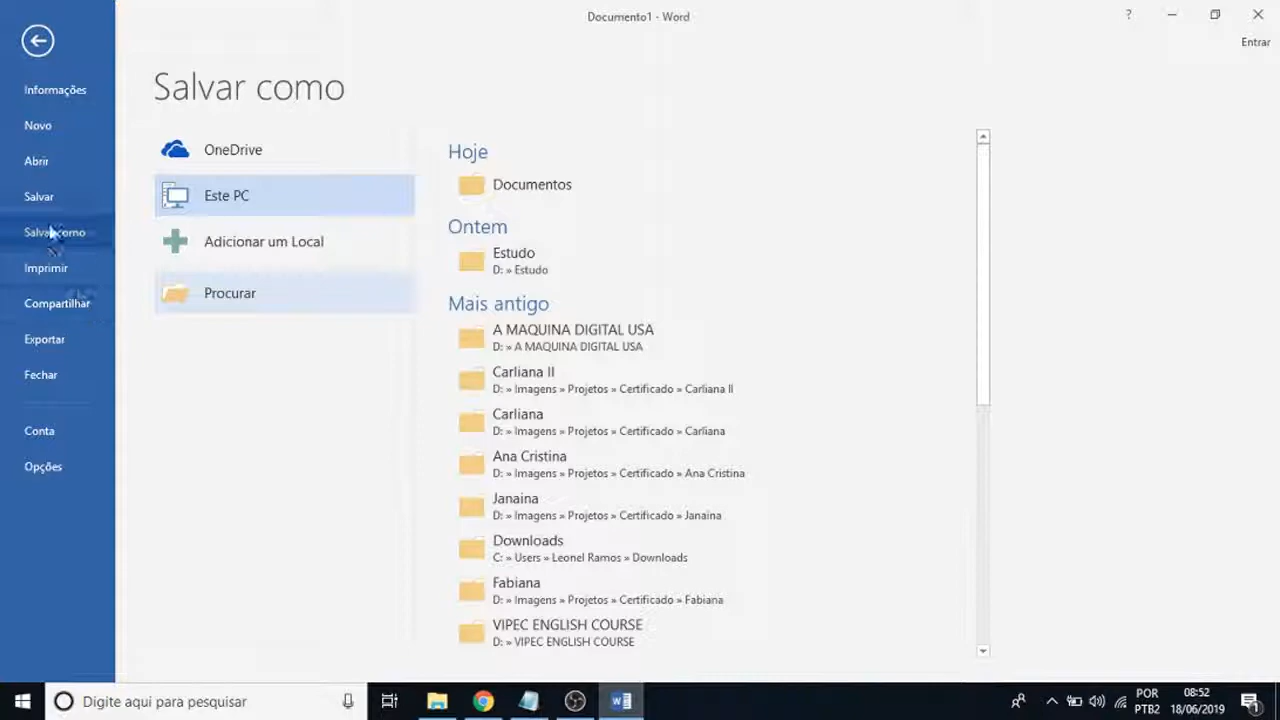 Documento1 - Word
?
Entrar
Informações
Novo
Abrir
Salvar
Salvar como
Imprimir
Compartilhar
Exportar
Fechar
Conta
Opções
Salvar como
OneDrive
Este PC
Adicionar um Local
Procurar
Hoje
Documentos
Ontem
Estudo
D: » Estudo
Mais antigo
A MAQUINA DIGITAL USA
D: » A MAQUINA DIGITAL USA
Carliana II
D: » Imagens » Projetos » Certificado » Carliana II
Carliana
D: » Imagens » Projetos » Certificado » Carliana
Ana Cristina
D: » Imagens » Projetos » Certificado » Ana Cristina
Janaina
D: » Imagens » Projetos » Certificado » Janaina
Downloads
C: » Users » Leonel Ramos » Downloads
Fabiana
D: » Imagens » Projetos » Certificado » Fabiana
VIPEC ENGLISH COURSE
D: » VIPEC ENGLISH COURSE
Digite aqui para pesquisar
POR
PTB2
08:52
18/06/2019
1